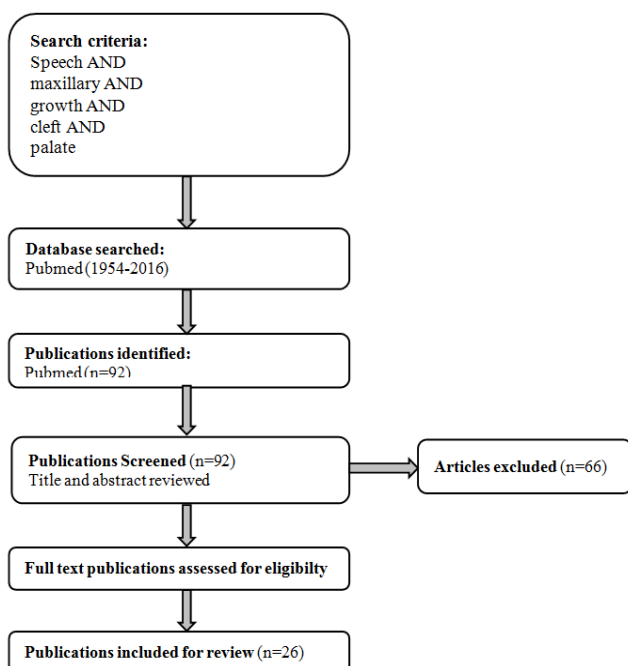 Search criteria:
Speech AND
maxillary AND
growth AND
cleft AND
palate
Database searched:
Pubmed (1954-2016)
Publications identified:
Pubmed (n=92)
Publications Screened (n=92)
Title and abstract reviewed
Articles excluded (n=66)
Full text publications assessed for eligibilty
Publications included for review (n=26)